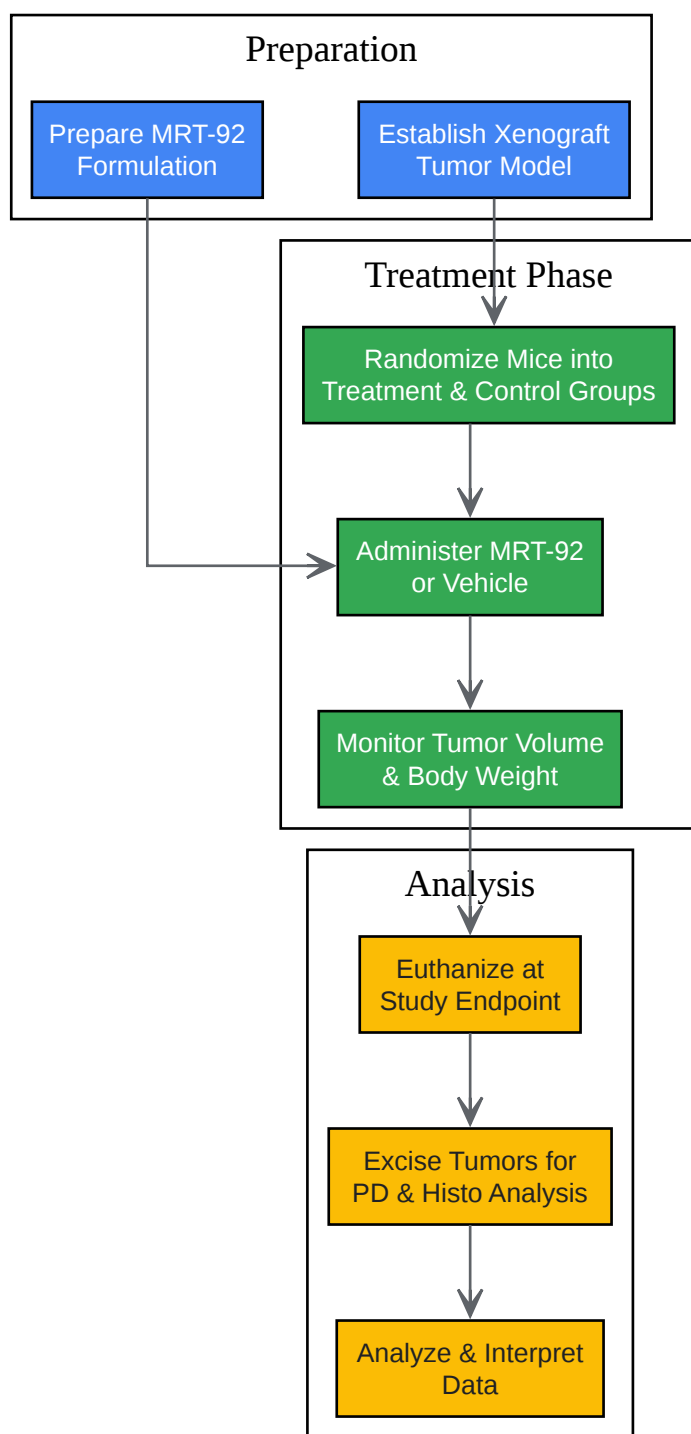 Preparation
Prepare MRT-92
Formulation
Establish Xenograft
Tumor Model
Treatment Phase
Randomize Mice into
Treatment & Control Groups
Administer MRT-92
or Vehicle
Monitor Tumor Volume
& Body Weight
Analysis
Euthanize at
Study Endpoint
Excise Tumors for
PD & Histo Analysis
Analyze & Interpret
Data